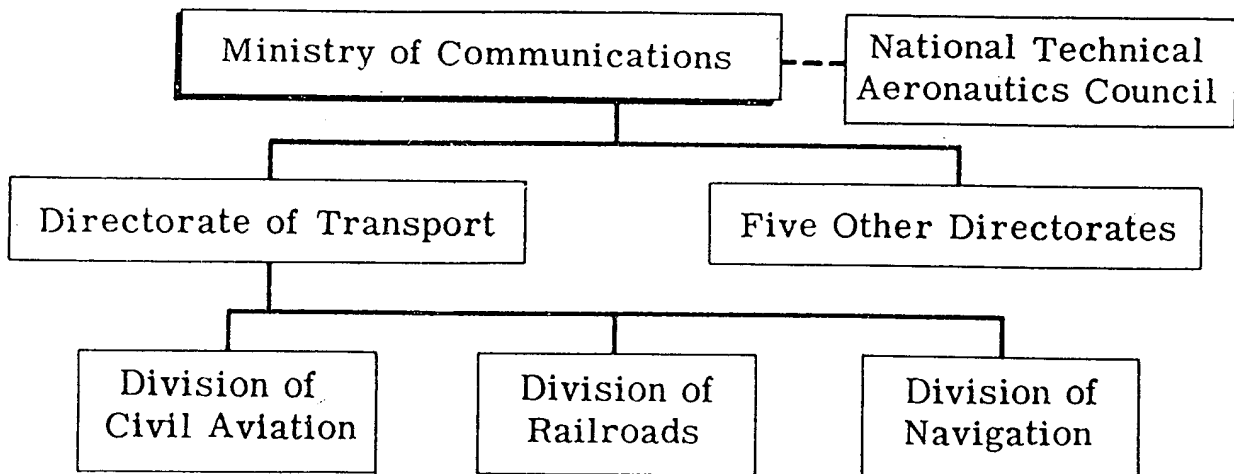 Ministry of Communications
National Technical
Aeronautics Council
Directorate of Transport
Five Other Directorates
Division of
Civil Aviation
Division of
Railroads
Division of
Navigation